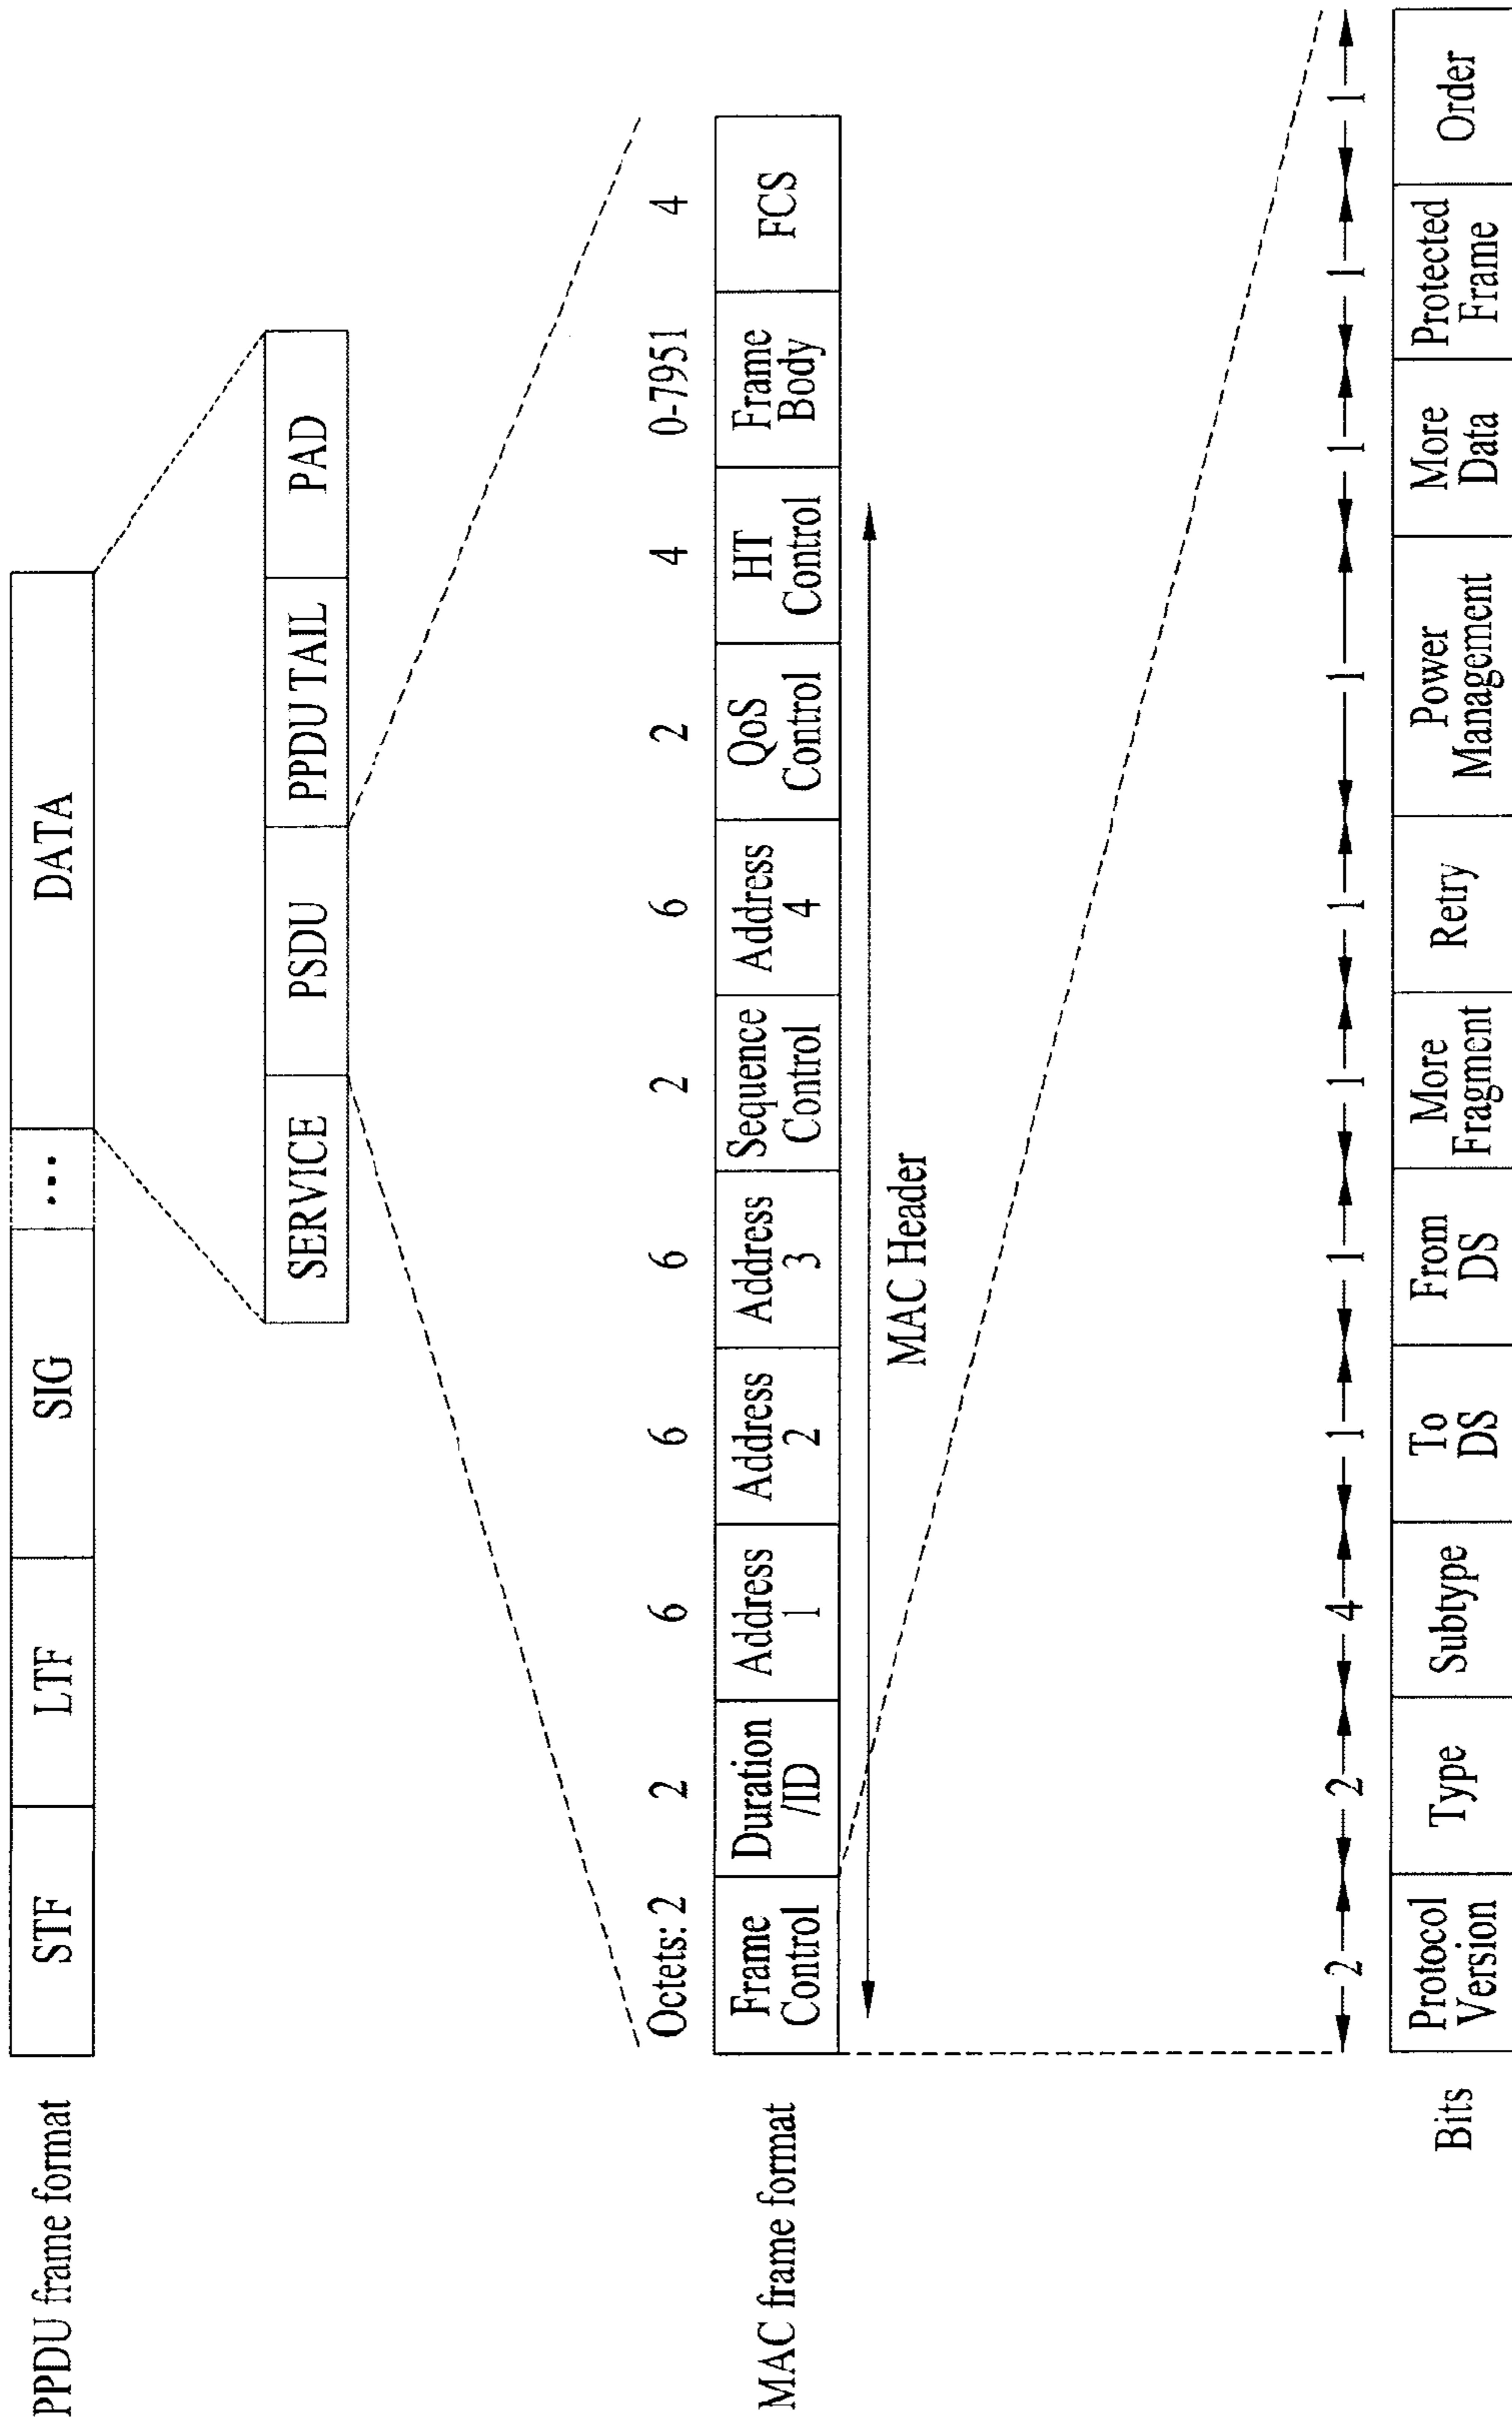 PPDU frame format
STF LTF SIG ... DATA
SERVICE PSDU PPDU TAIL PAD
MAC frame format
Octets: 2 2 6 6 6 2 6 2 4 0-7951 4
Frame Control
Duration /ID
Address 1
Address 2
Address 3
Sequence Control
Address 4
QoS Control
HT Control
Frame Body
FCS
MAC Header
2 2 4 1 1 1 1 1 1 1 1
Bits
Protocol Version
Type
Subtype
To DS
From DS
More Fragment
Retry
Power Management
More Data
Protected Frame
Order